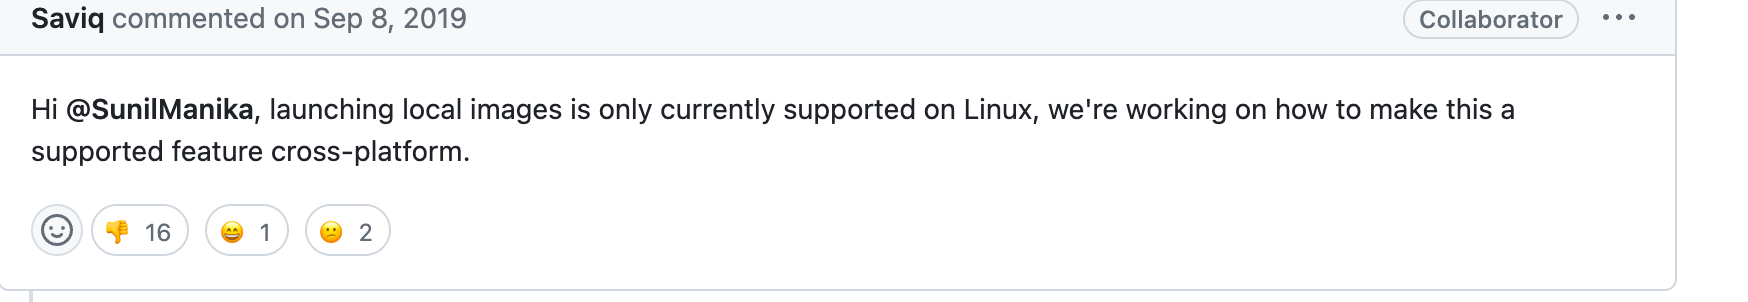 Saviq commented on Sep 8, 2019
Collaborator
Hi @SunilManika, launching local images is only currently supported on Linux, we're working on how to make this a
supported feature cross-platform.
16
1
2